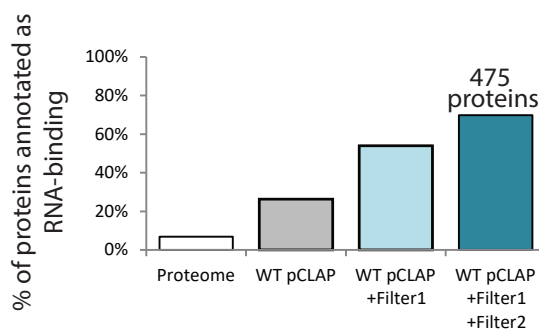 % of proteins annotated as
RNA-binding
100%
80%
60%
40%
20%
0%
475
proteins
Proteome
WT pCLAP
WT pCLAP
+Filter1
WT pCLAP
+Filter1
+Filter2